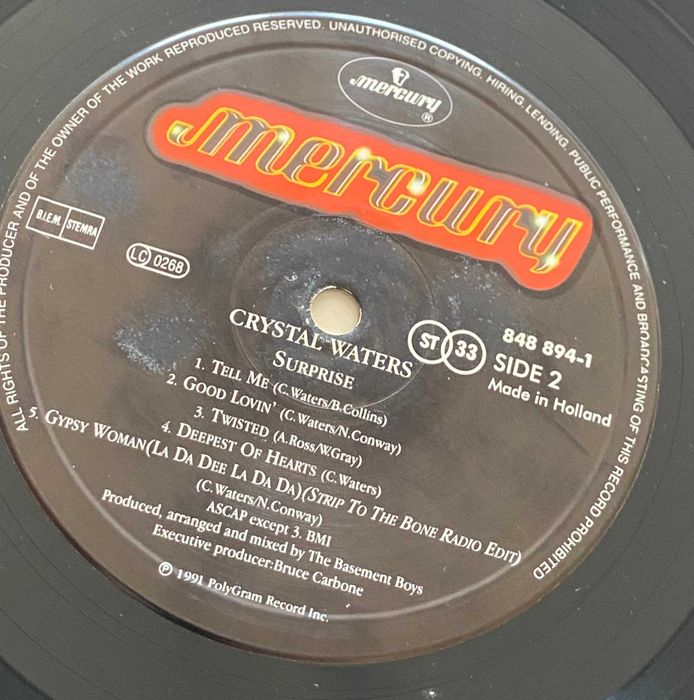 ALL RIGHTS OF THE PRODUCER AND OF THE OWNER OF THE WORK REPRODUCED RESERVED. UNAUTHORISED COPYING, HIRING, LENDING, PUBLIC PERFORMANCE AND BROADCASTING OF THIS RECORD PROHIBITED
mercury ®
mercury
B.I.E.M. STEMRA
LC 0268
ST 33
848 894-1
SIDE 2
Made in Holland
CRYSTAL WATERS
SURPRISE
1. TELL ME (C.Waters/B.Collins)
2. GOOD LOVIN' (C.Waters/N.Conway)
3. TWISTED (A.Ross/W.Gray)
4. DEEPEST OF HEARTS (C.Waters)
5. GYPSY WOMAN(LA DA DEE LA DA DA)(STRIP TO THE BONE RADIO EDIT)
(C.Waters/N.Conway)
ASCAP except 3. BMI
Produced, arranged and mixed by The Basement Boys
Executive producer:Bruce Carbone
℗ 1991 PolyGram Record Inc.